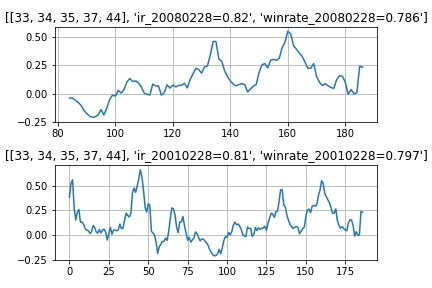 [[33, 34, 35, 37, 44], 'ir_20080228=0.82', 'winrate_20080228=0.786']
0.50
0.25
0.00
-0.25
80 100 120 140 160 180
[[33, 34, 35, 37, 44], 'ir_20010228=0.81', 'winrate_20010228=0.797']
0.50
0.25
0.00
-0.25
0 25 50 75 100 125 150 175